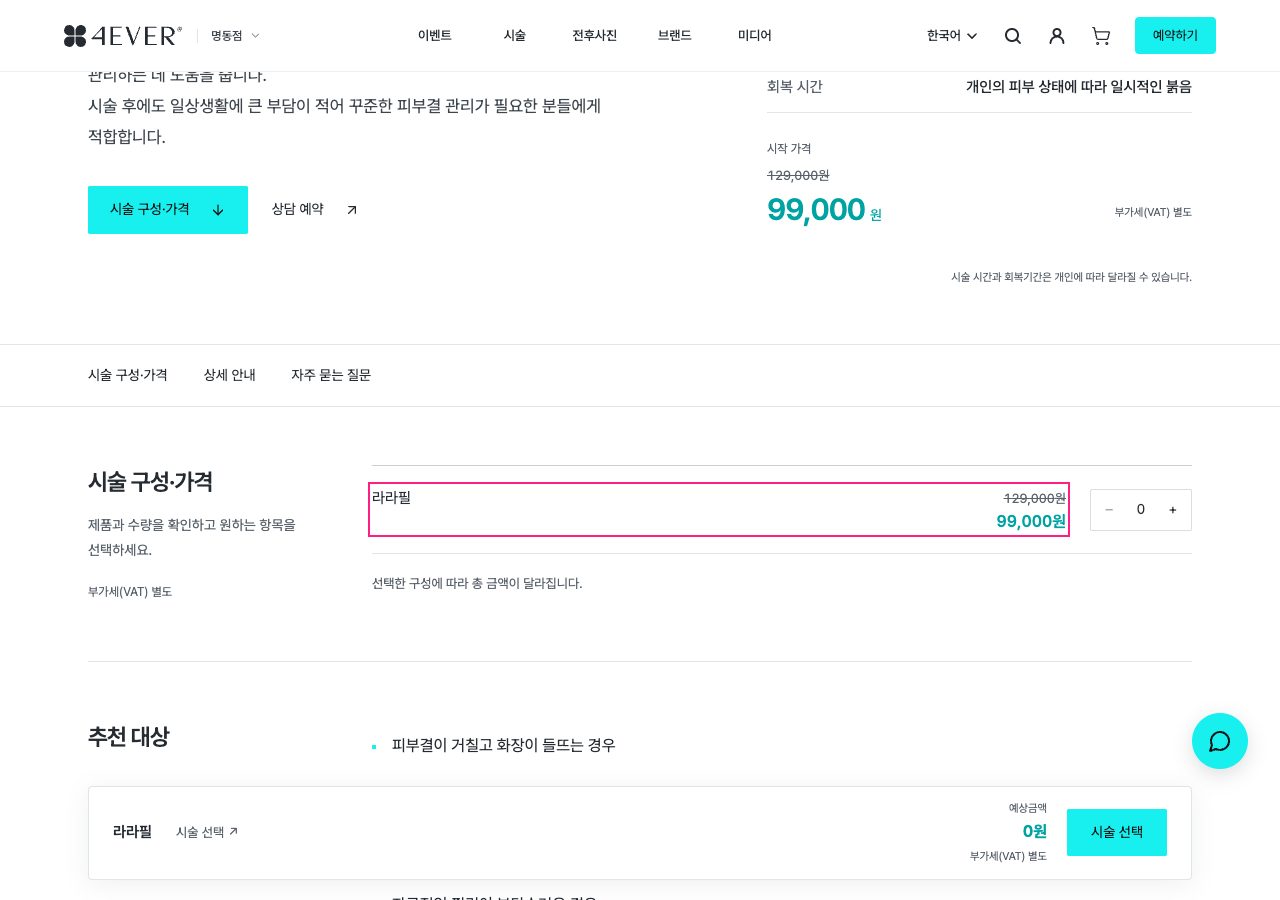 4EVER®
명동점
이벤트
시술
전후사진
브랜드
미디어
한국어
예약하기
관리하는 데 도움을 줍니다.
시술 후에도 일상생활에 큰 부담이 적어 꾸준한 피부결 관리가 필요한 분들에게
적합합니다.
시술 구성·가격
상담 예약
회복 시간
개인의 피부 상태에 따라 일시적인 붉음
시작 가격
129,000원
99,000 원
부가세(VAT) 별도
시술 시간과 회복기간은 개인에 따라 달라질 수 있습니다.
시술 구성·가격
상세 안내
자주 묻는 질문
시술 구성·가격
제품과 수량을 확인하고 원하는 항목을
선택하세요.
부가세(VAT) 별도
라라필
129,000원
99,000원
− 0 +
선택한 구성에 따라 총 금액이 달라집니다.
추천 대상
피부결이 거칠고 화장이 들뜨는 경우
라라필
시술 선택
예상금액
0원
부가세(VAT) 별도
시술 선택